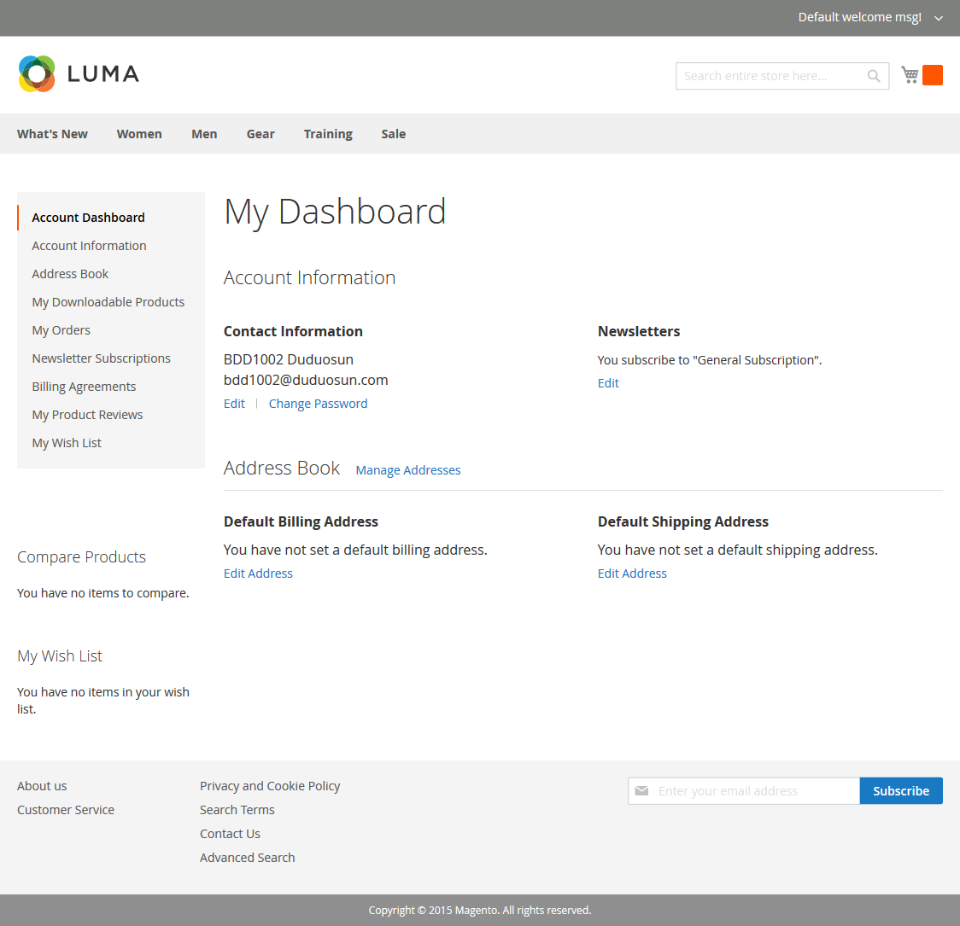 Default welcome msg!
LUMA
Search entire store here...
What's New Women Men Gear Training Sale
Account Dashboard
Account Information
Address Book
My Downloadable Products
My Orders
Newsletter Subscriptions
Billing Agreements
My Product Reviews
My Wish List
Compare Products
You have no items to compare.
My Wish List
You have no items in your wish
list.
My Dashboard
Account Information
Contact Information
BDD1002 Duduosun
bdd1002@duduosun.com
Edit | Change Password
Newsletters
You subscribe to "General Subscription".
Edit
Address Book Manage Addresses
Default Billing Address
You have not set a default billing address.
Edit Address
Default Shipping Address
You have not set a default shipping address.
Edit Address
About us
Customer Service
Privacy and Cookie Policy
Search Terms
Contact Us
Advanced Search
Enter your email address
Subscribe
Copyright © 2015 Magento. All rights reserved.